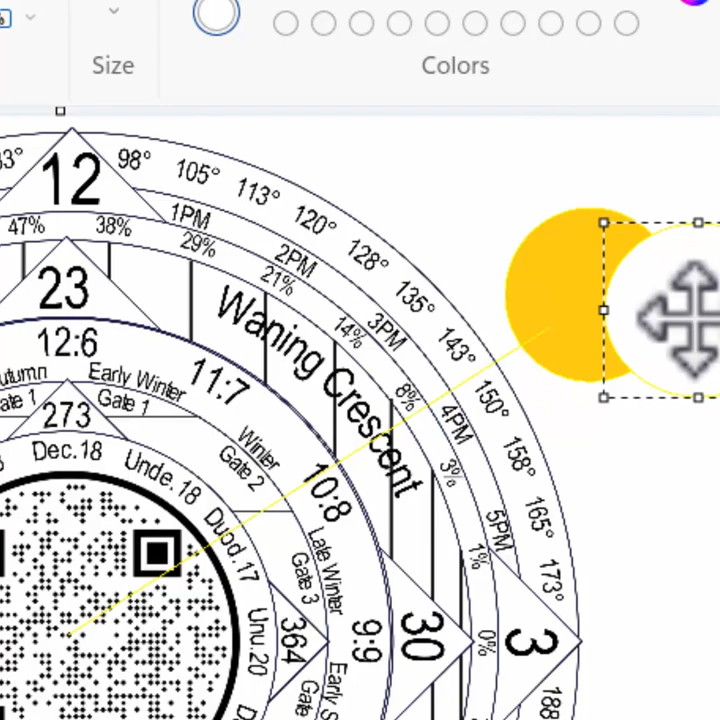 Size
Colors
12
98°
105°
113°
120°
128°
135°
143°
150°
158°
165°
173°
188
1PM
2PM
3PM
4PM
5PM
3
47%
38%
29%
21%
14%
8%
3%
1%
0%
23
Waning Crescent
30
12:6
11:7
10:8
9:9
Early Winter
Gate 1
Winter
Gate 2
Late Winter
Gate 3
273
364
Dec.18
Unde.18
Duod.17
Unu.20